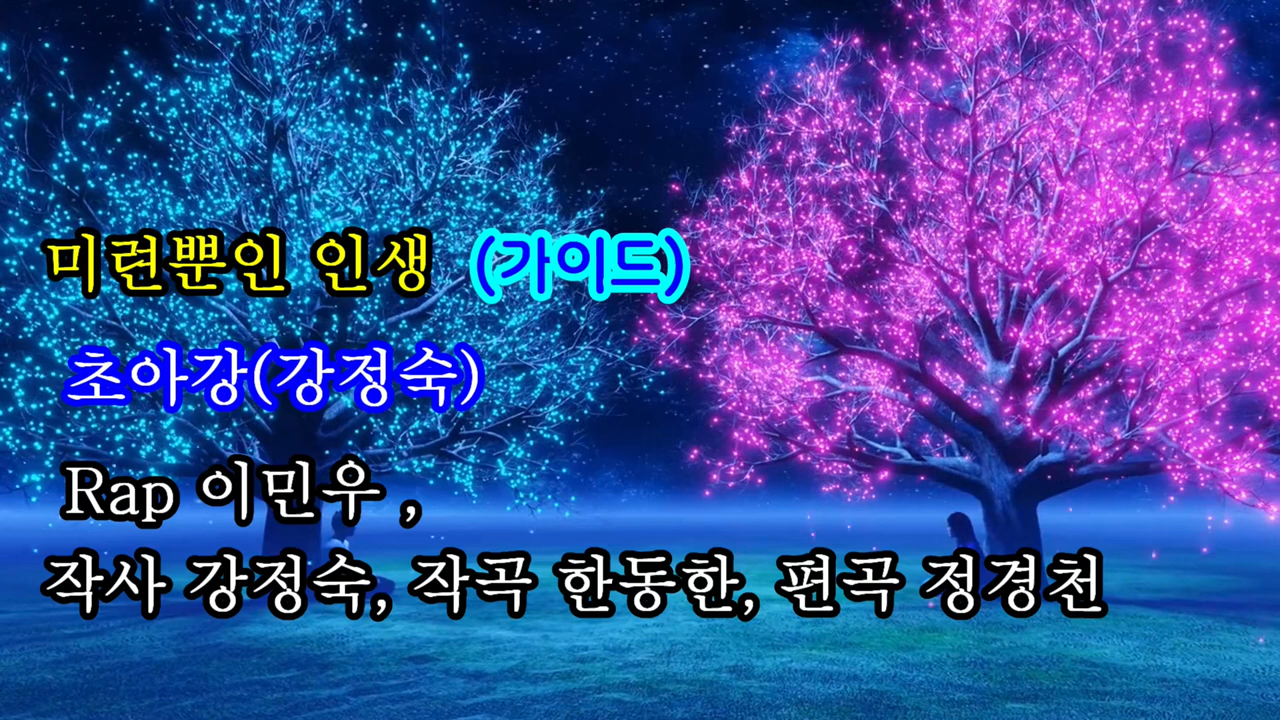 미련뿐인 인생 (가이드)
초아강(강정숙)
Rap 이민우 ,
작사 강정숙, 작곡 한동한, 편곡 정경천